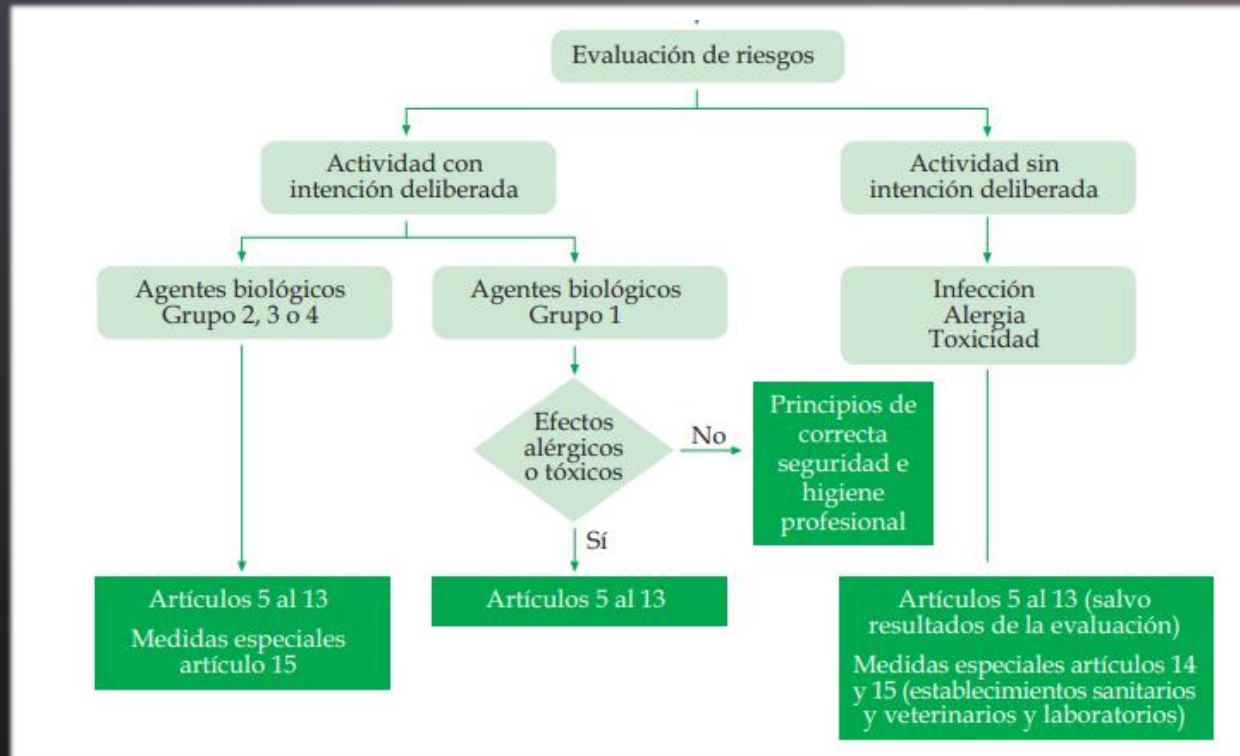 Evaluación de riesgos
Actividad con
intención deliberada
Actividad sin
intención deliberada
Agentes biológicos
Grupo 2, 3 o 4
Agentes biológicos
Grupo 1
Infección
Alergia
Toxicidad
Efectos
alérgicos
o tóxicos
No
Principios de
correcta
seguridad e
higiene
profesional
Sí
Artículos 5 al 13
Medidas especiales
artículo 15
Artículos 5 al 13
Artículos 5 al 13 (salvo
resultados de la evaluación)
Medidas especiales artículos 14
y 15 (establecimientos sanitarios
y veterinarios y laboratorios)